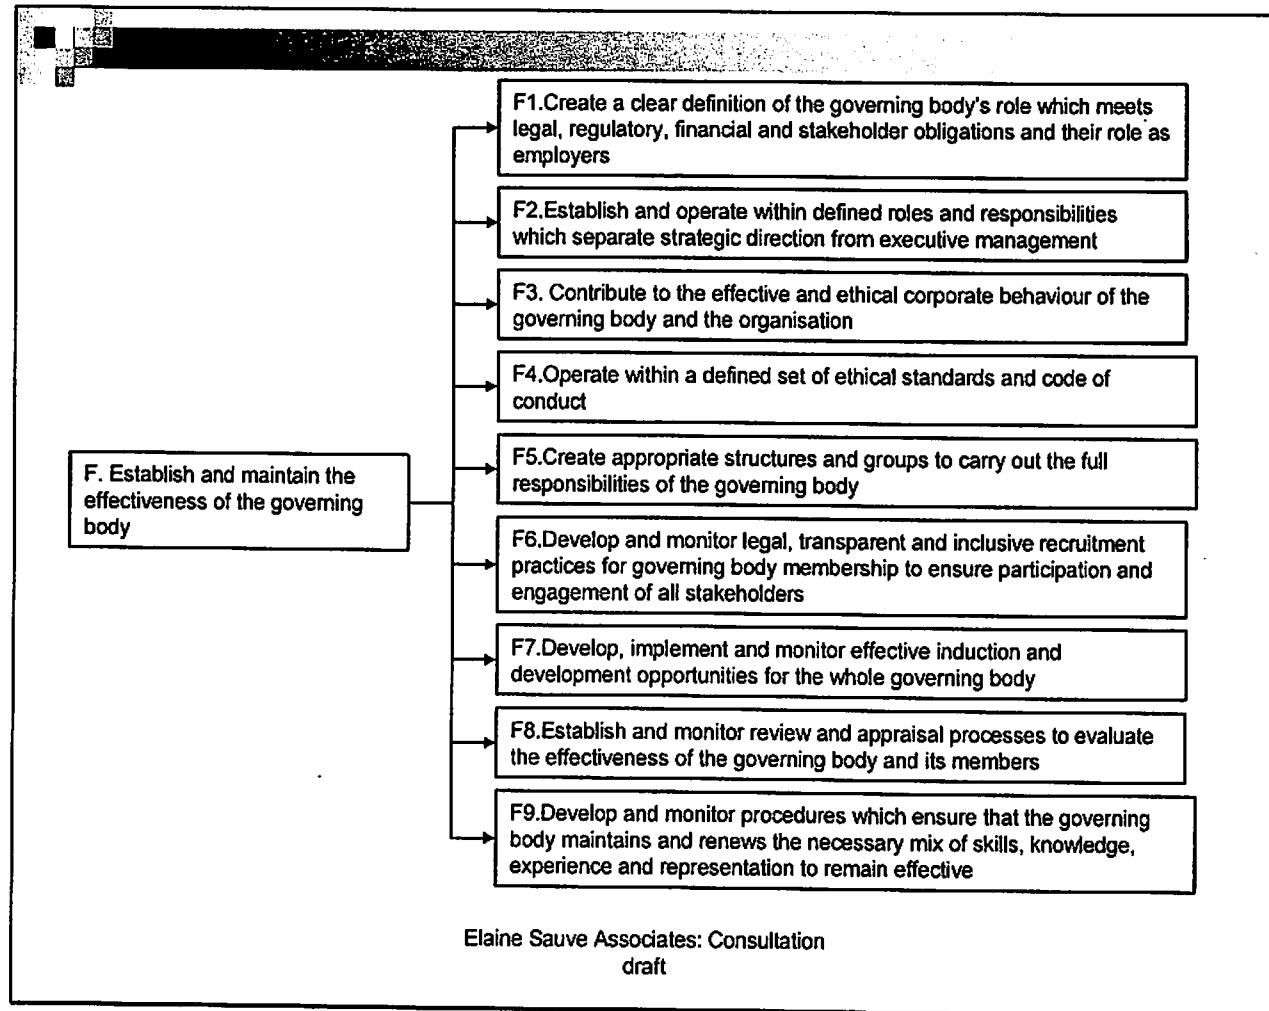 F1.Create a clear definition of the governing body's role which meets
legal, regulatory, financial and stakeholder obligations and their role as
employers
F2.Establish and operate within defined roles and responsibilities
which separate strategic direction from executive management
F3. Contribute to the effective and ethical corporate behaviour of the
governing body and the organisation
F4.Operate within a defined set of ethical standards and code of
conduct
F. Establish and maintain the
effectiveness of the governing
body
F5.Create appropriate structures and groups to carry out the full
responsibilities of the governing body
F6.Develop and monitor legal, transparent and inclusive recruitment
practices for governing body membership to ensure participation and
engagement of all stakeholders
F7.Develop, implement and monitor effective induction and
development opportunities for the whole governing body
F8.Establish and monitor review and appraisal processes to evaluate
the effectiveness of the governing body and its members
F9.Develop and monitor procedures which ensure that the governing
body maintains and renews the necessary mix of skills, knowledge,
experience and representation to remain effective
Elaine Sauve Associates: Consultation
draft